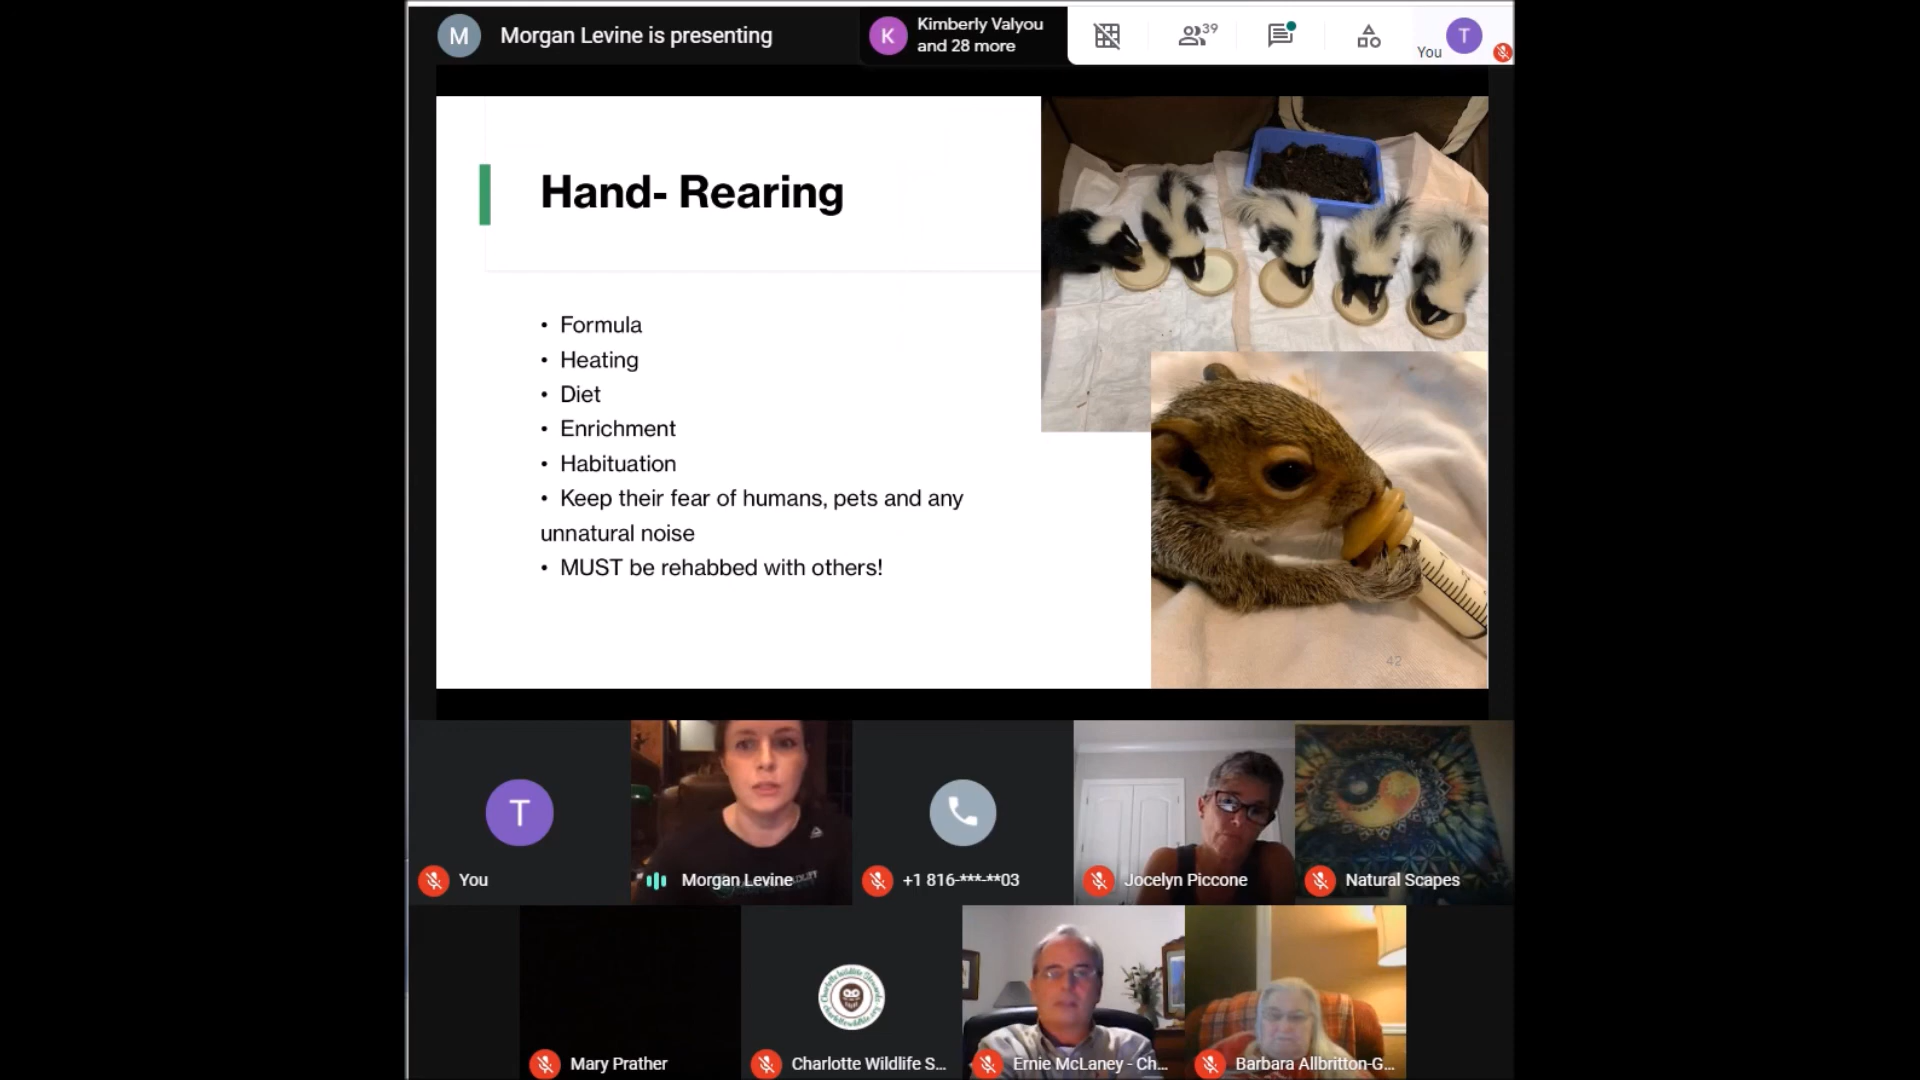 M
Morgan Levine is presenting
K
Kimberly Valyou
and 28 more
39
You
T
Hand- Rearing
• Formula
• Heating
• Diet
• Enrichment
• Habituation
• Keep their fear of humans, pets and any
unnatural noise
• MUST be rehabbed with others!
42
T
You
Morgan Levine
+1 816-***-**03
Jocelyn Piccone
Natural Scapes
Mary Prather
Charlotte Wildlife S...
Ernie McLaney - Ch...
Barbara Allbritton-G...